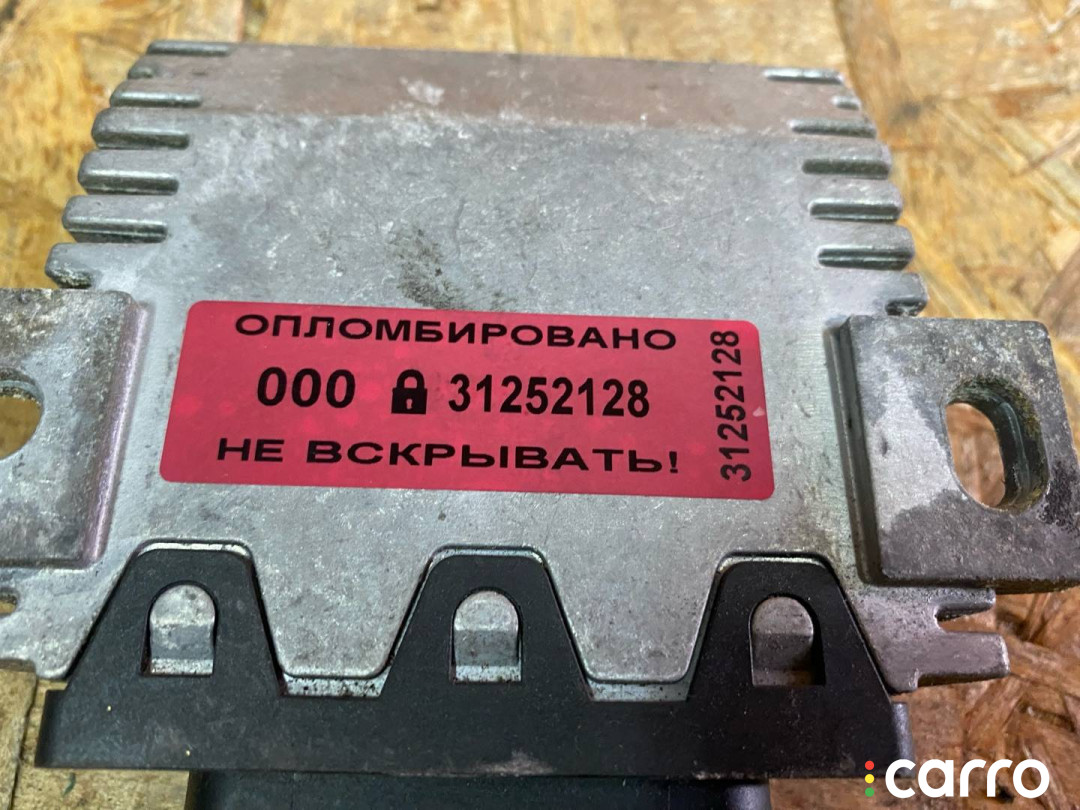 ОПЛОМБИРОВАНО
000 31252128
НЕ ВСКРЫВАТЬ!
31252128
carro